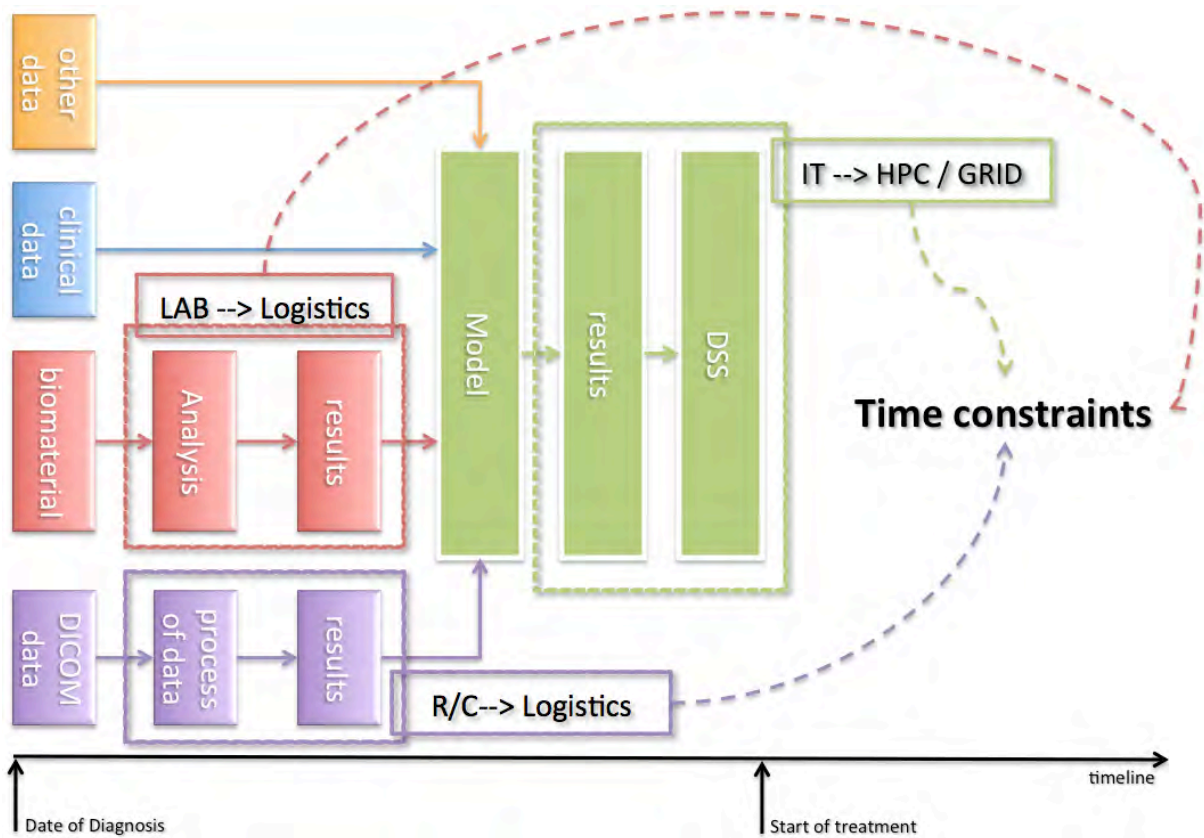 other
data
clinical
data
biomaterial
DICOM
data
LAB --> Logistics
Analysis
results
process
of data
results
R/C--> Logistics
Model
results
DSS
IT --> HPC / GRID
Time constraints
timeline
Date of Diagnosis
Start of treatment